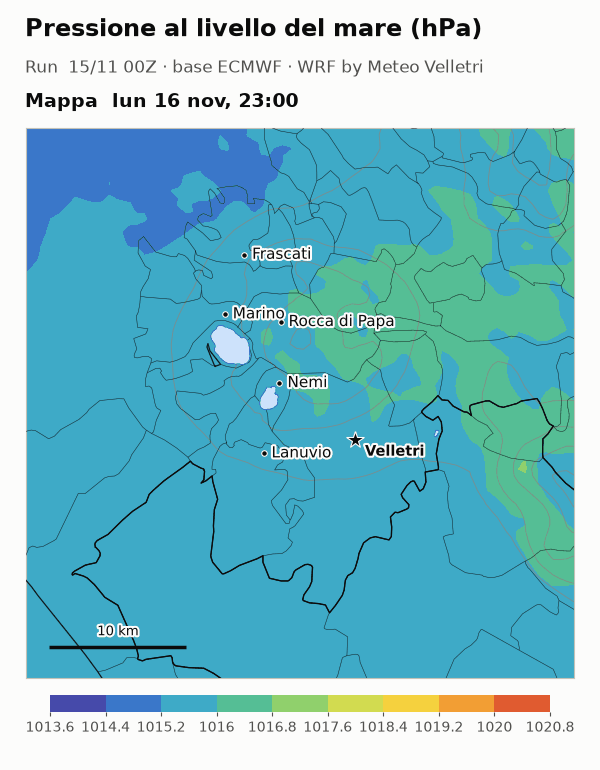 Pressione al livello del mare (hPa)
Run  15/11 00Z · base ECMWF · WRF by Meteo Velletri
Mappa  lun 16 nov, 23:00
Frascati
Marino
Rocca di Papa
Nemi
Velletri
Lanuvio
10 km
1013.6 1014.4 1015.2 1016 1016.8 1017.6 1018.4 1019.2 1020 1020.8